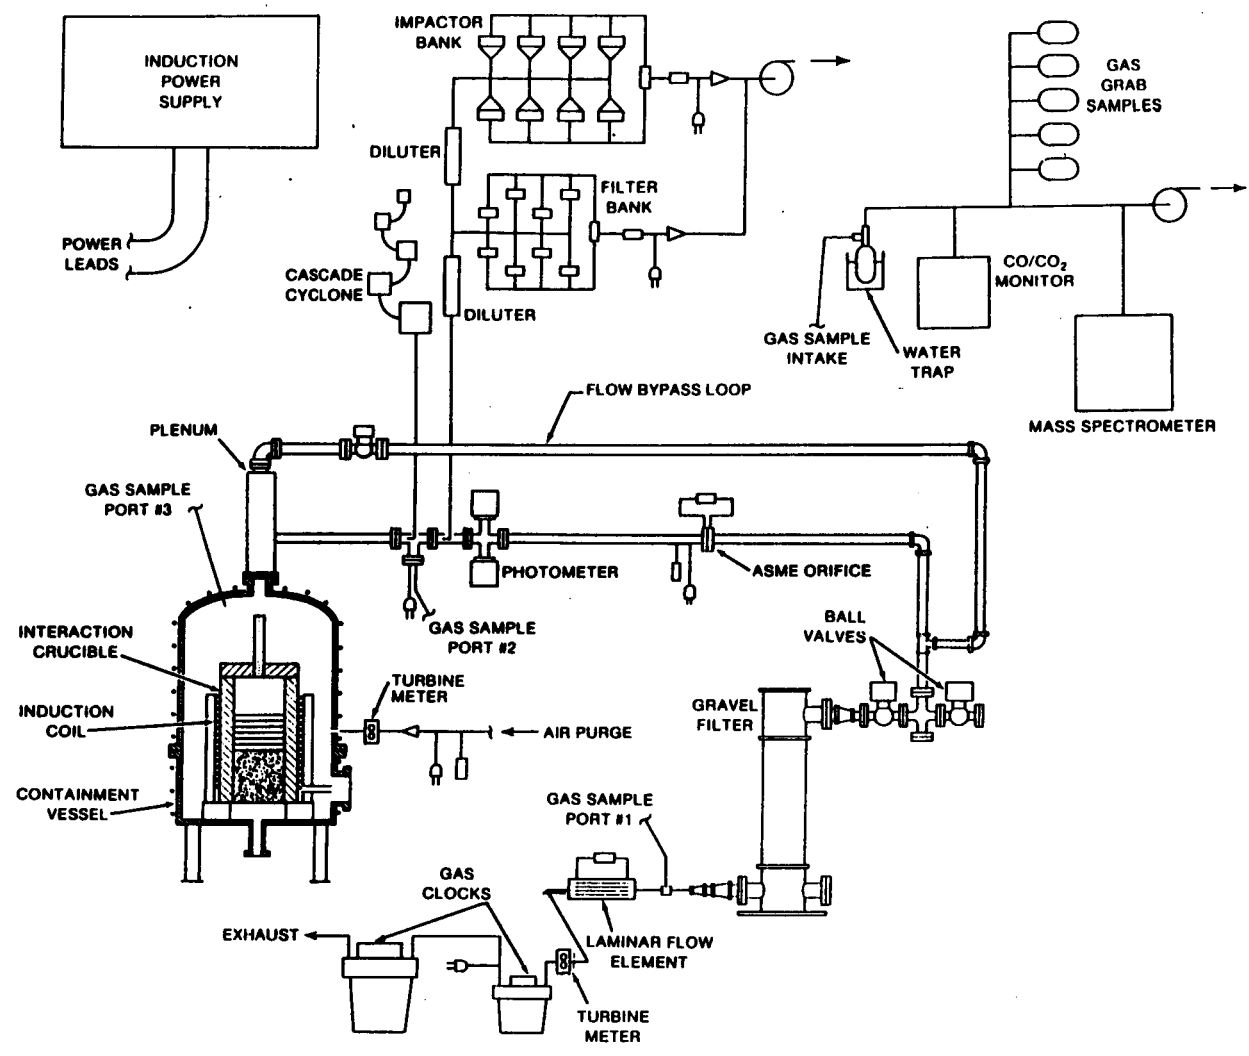 INDUCTION
POWER
SUPPLY
POWER
LEADS
IMPACTOR
BANK
DILUTER
FILTER
BANK
CASCADE
CYCLONE
DILUTER
GAS
GRAB
SAMPLES
CO/CO2
MONITOR
GAS SAMPLE
INTAKE
WATER
TRAP
MASS SPECTROMETER
FLOW BYPASS LOOP
PLENUM
GAS SAMPLE
PORT #3
PHOTOMETER
ASME ORIFICE
GAS SAMPLE
PORT #2
BALL
VALVES
INTERACTION
CRUCIBLE
TURBINE
METER
INDUCTION
COIL
AIR PURGE
GRAVEL
FILTER
CONTAINMENT
VESSEL
GAS SAMPLE
PORT #1
GAS
CLOCKS
EXHAUST
LAMINAR FLOW
ELEMENT
TURBINE
METER